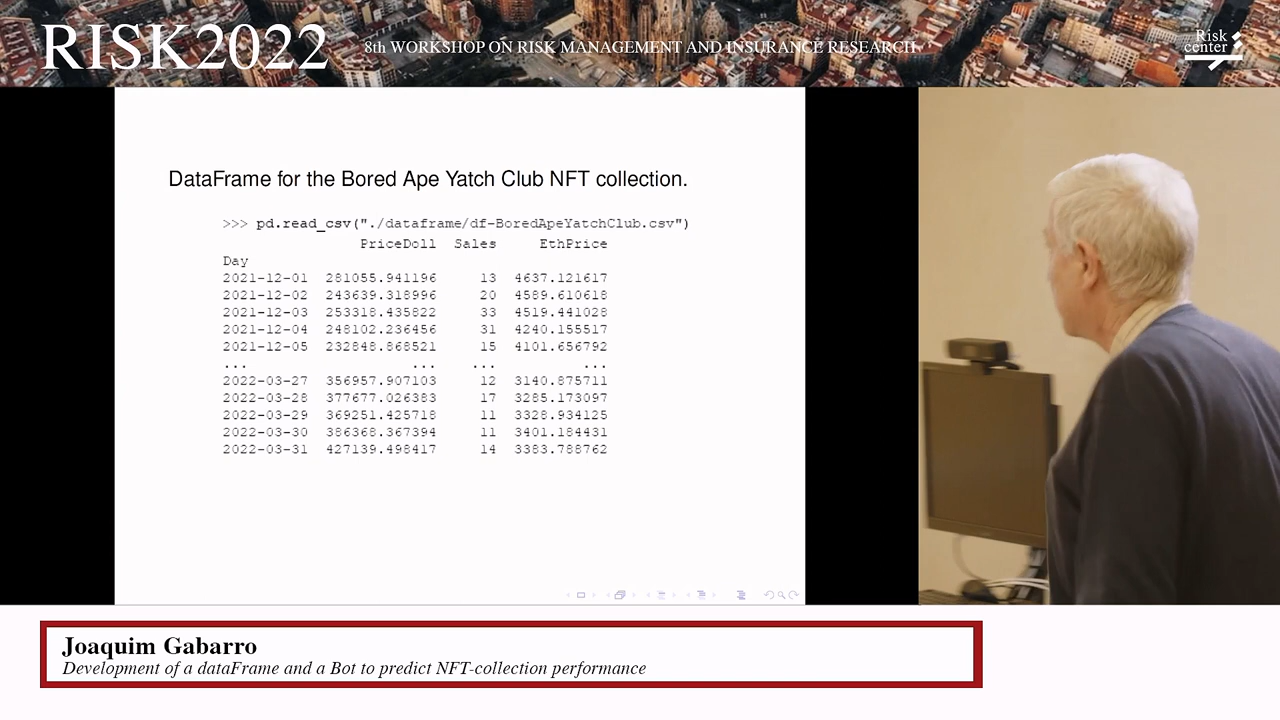 RISK2022
8th WORKSHOP ON RISK MANAGEMENT AND INSURANCE RESEARCH
Risk
center
DataFrame for the Bored Ape Yatch Club NFT collection.
>>> pd.read_csv("./dataframe/df-BoredApeYatchClub.csv")
PriceDoll Sales EthPrice
Day
2021-12-01 281055.941196 13 4637.121617
2021-12-02 243639.318996 20 4589.610618
2021-12-03 253318.435822 33 4519.441028
2021-12-04 248102.236456 31 4240.155517
2021-12-05 232848.868521 15 4101.656792
... ... ... ...
2022-03-27 356957.907103 12 3140.875711
2022-03-28 377677.026383 17 3285.173097
2022-03-29 369251.425718 11 3328.934125
2022-03-30 386368.367394 11 3401.184431
2022-03-31 427139.498417 14 3383.788762
Joaquim Gabarro
Development of a dataFrame and a Bot to predict NFT-collection performance